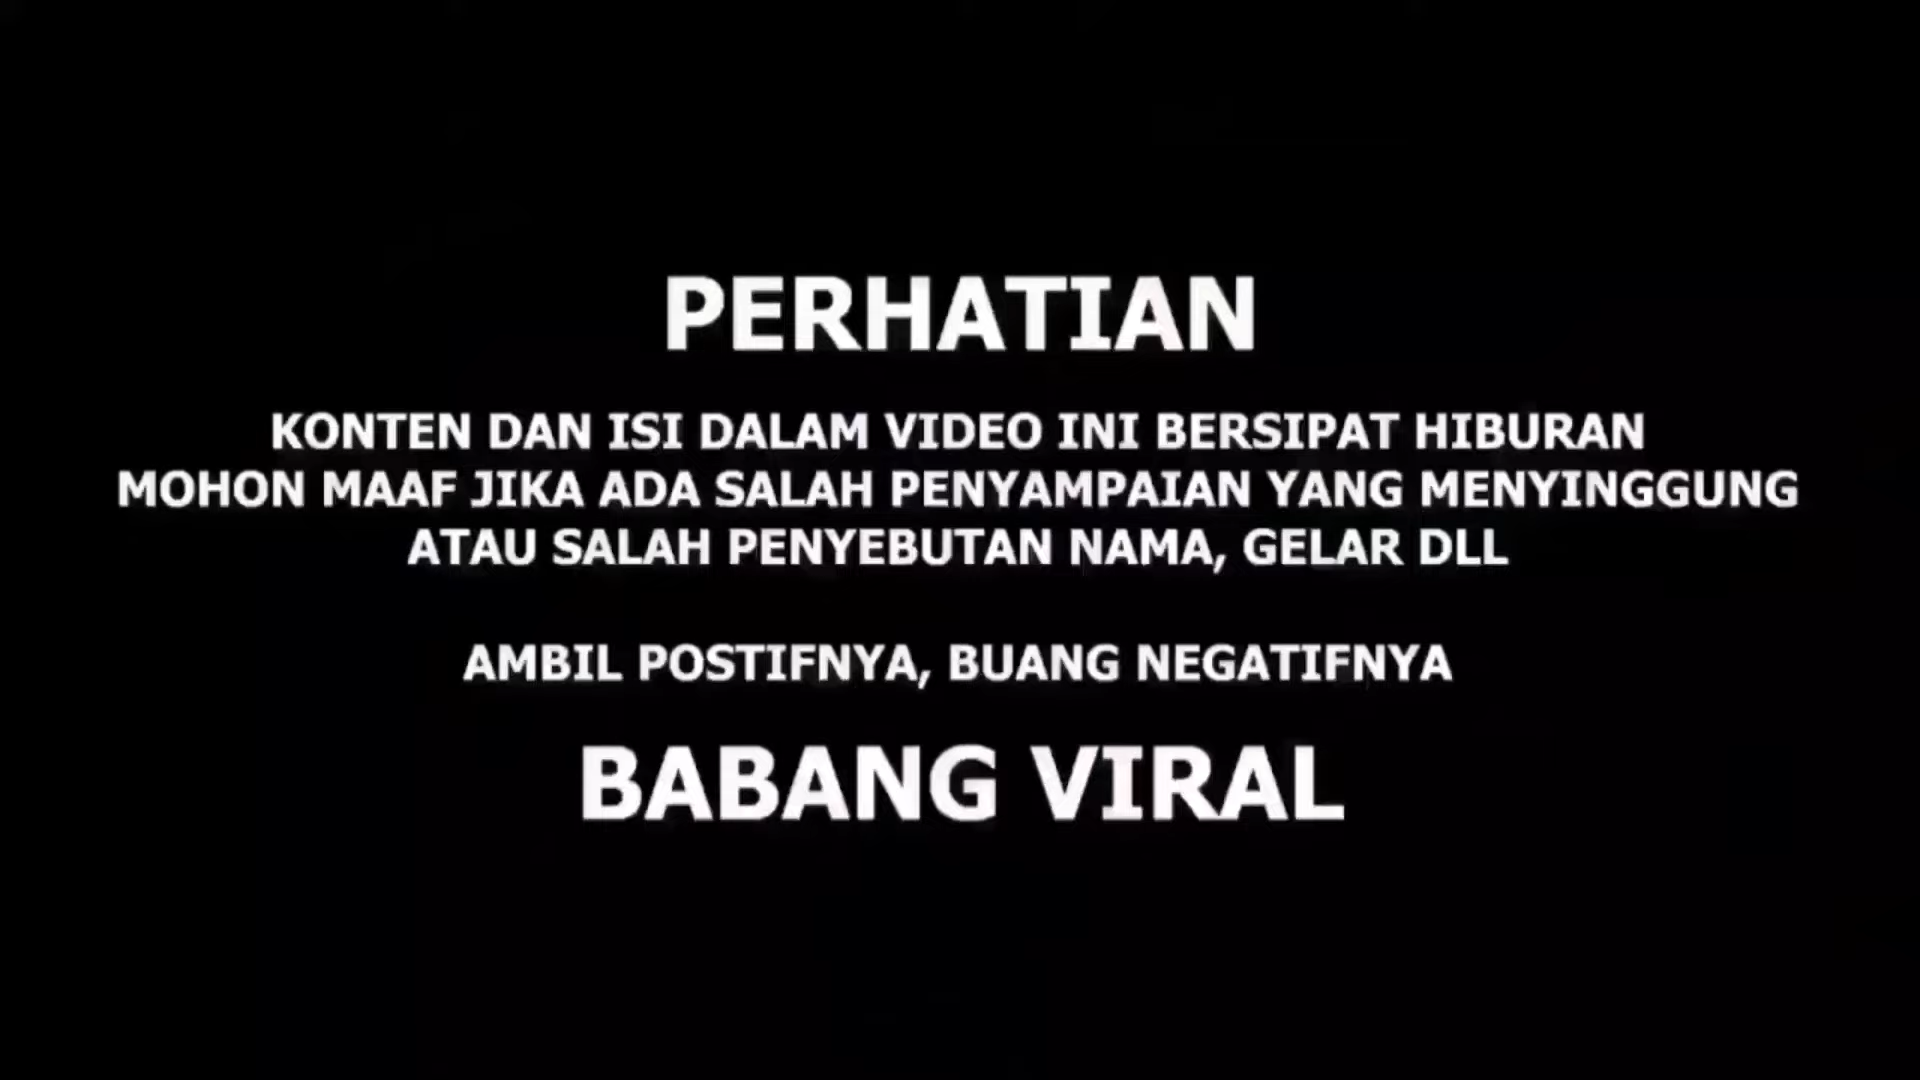 PERHATIAN
KONTEN DAN ISI DALAM VIDEO INI BERSIPAT HIBURAN
MOHON MAAF JIKA ADA SALAH PENYAMPAIAN YANG MENYINGGUNG
ATAU SALAH PENYEBUTAN NAMA, GELAR DLL
AMBIL POSTIFNYA, BUANG NEGATIFNYA
BABANG VIRAL